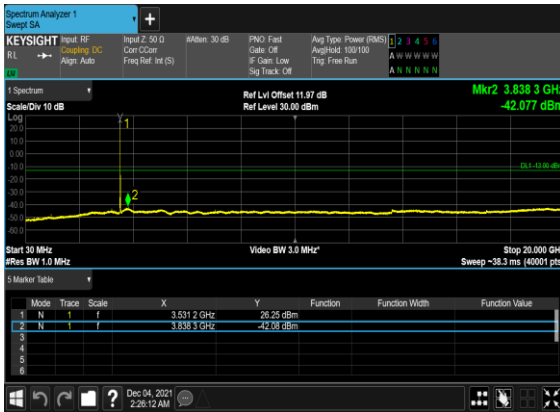 Spectrum Analyzer 1
Swept SA
+
KEYSIGHT
RL
LXI
Input: RF
Coupling: DC
Align: Auto
Input Z: 50 Ω
Corr CCorr
Freq Ref: Int (S)
#Atten: 30 dB
PNO: Fast
Gate: Off
IF Gain: Low
Sig Track: Off
Avg Type: Power (RMS)
Avg|Hold: 100/100
Trig: Free Run
1 2 3 4 5 6
A W W W W W
A N N N N N
1 Spectrum
Scale/Div 10 dB
Ref Lvl Offset 11.97 dB
Ref Level 30.00 dBm
Mkr2 3.838 3 GHz
-42.077 dBm
Log
20.0
10.0
0.00
-10.0
-20.0
-30.0
-40.0
-50.0
-60.0
1
2
DL1 -13.00 dBm
Start 30 MHz
#Res BW 1.0 MHz
Video BW 3.0 MHz*
Stop 20.000 GHz
Sweep ~38.3 ms (40001 pts)
5 Marker Table
Mode Trace Scale X Y Function Function Width Function Value
1 N 1 f 3.531 2 GHz 26.25 dBm
2 N 1 f 3.838 3 GHz -42.08 dBm
3
4
5
6
?
Dec 04, 2021
2:26:12 AM